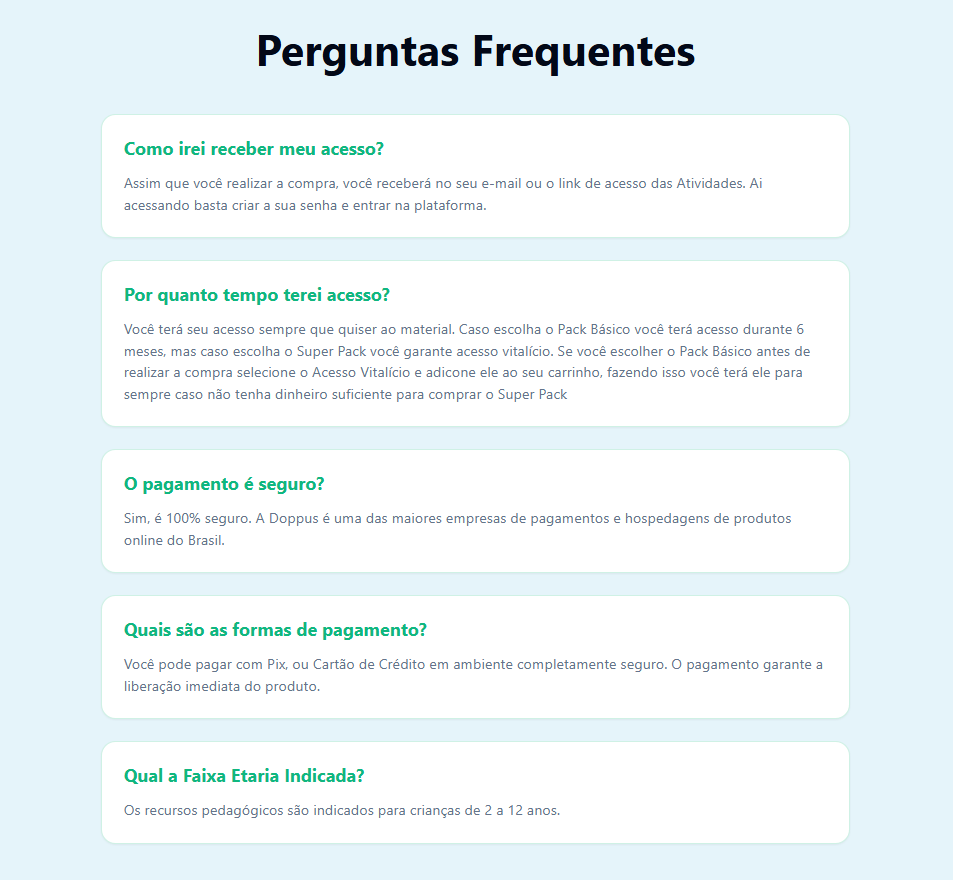 Perguntas Frequentes
Como irei receber meu acesso?
Assim que você realizar a compra, você receberá no seu e-mail ou o link de acesso das Atividades. Ai
acessando basta criar a sua senha e entrar na plataforma.
Por quanto tempo terei acesso?
Você terá seu acesso sempre que quiser ao material. Caso escolha o Pack Básico você terá acesso durante 6
meses, mas caso escolha o Super Pack você garante acesso vitalício. Se você escolher o Pack Básico antes de
realizar a compra selecione o Acesso Vitalício e adicone ele ao seu carrinho, fazendo isso você terá ele para
sempre caso não tenha dinheiro suficiente para comprar o Super Pack
O pagamento é seguro?
Sim, é 100% seguro. A Doppus é uma das maiores empresas de pagamentos e hospedagens de produtos
online do Brasil.
Quais são as formas de pagamento?
Você pode pagar com Pix, ou Cartão de Crédito em ambiente completamente seguro. O pagamento garante a
liberação imediata do produto.
Qual a Faixa Etaria Indicada?
Os recursos pedagógicos são indicados para crianças de 2 a 12 anos.